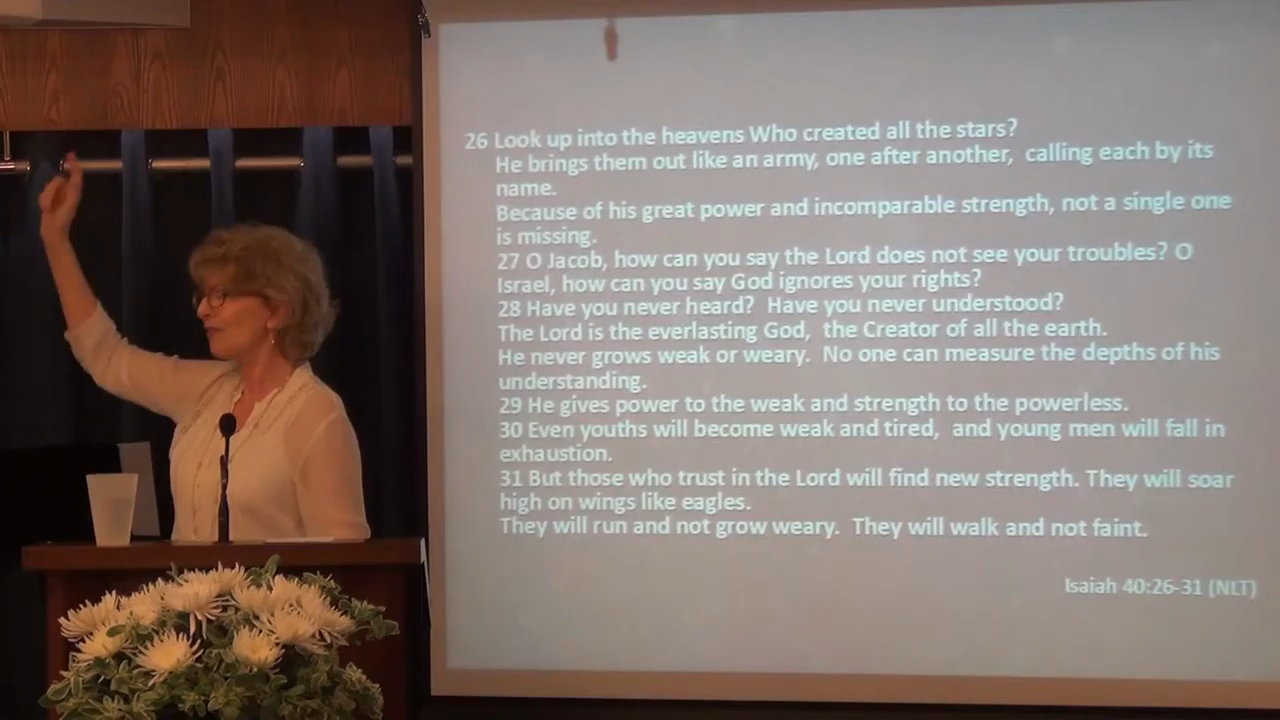 26 Look up into the heavens Who created all the stars?
He brings them out like an army, one after another, calling each by its
name.
Because of his great power and incomparable strength, not a single one
is missing.
27 O Jacob, how can you say the Lord does not see your troubles? O
Israel, how can you say God ignores your rights?
28 Have you never heard? Have you never understood?
The Lord is the everlasting God, the Creator of all the earth.
He never grows weak or weary. No one can measure the depths of his
understanding.
29 He gives power to the weak and strength to the powerless.
30 Even youths will become weak and tired, and young men will fall in
exhaustion.
31 But those who trust in the Lord will find new strength. They will soar
high on wings like eagles.
They will run and not grow weary. They will walk and not faint.
Isaiah 40:26-31 (NLT)